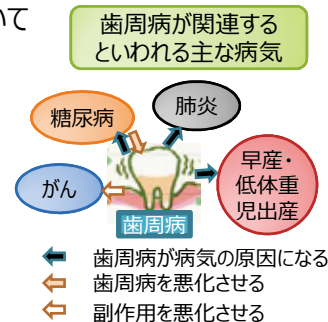 いて
歯周病が関連する
といわれる主な病気
糖尿病
肺炎
がん
早産・
低体重
児出産
歯周病
歯周病が病気の原因になる
歯周病を悪化させる
副作用を悪化させる